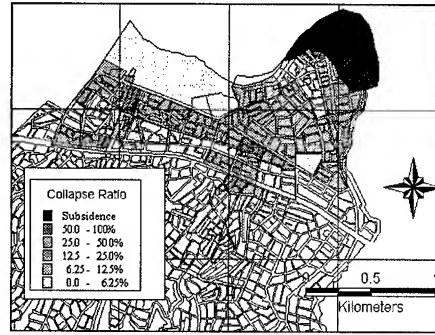 Collapse Ratio
Subsidence
50.0 - 100%
25.0 - 50.0%
12.5 - 25.0%
6.25 - 12.5%
0.0 - 6.25%
0.5
Kilometers